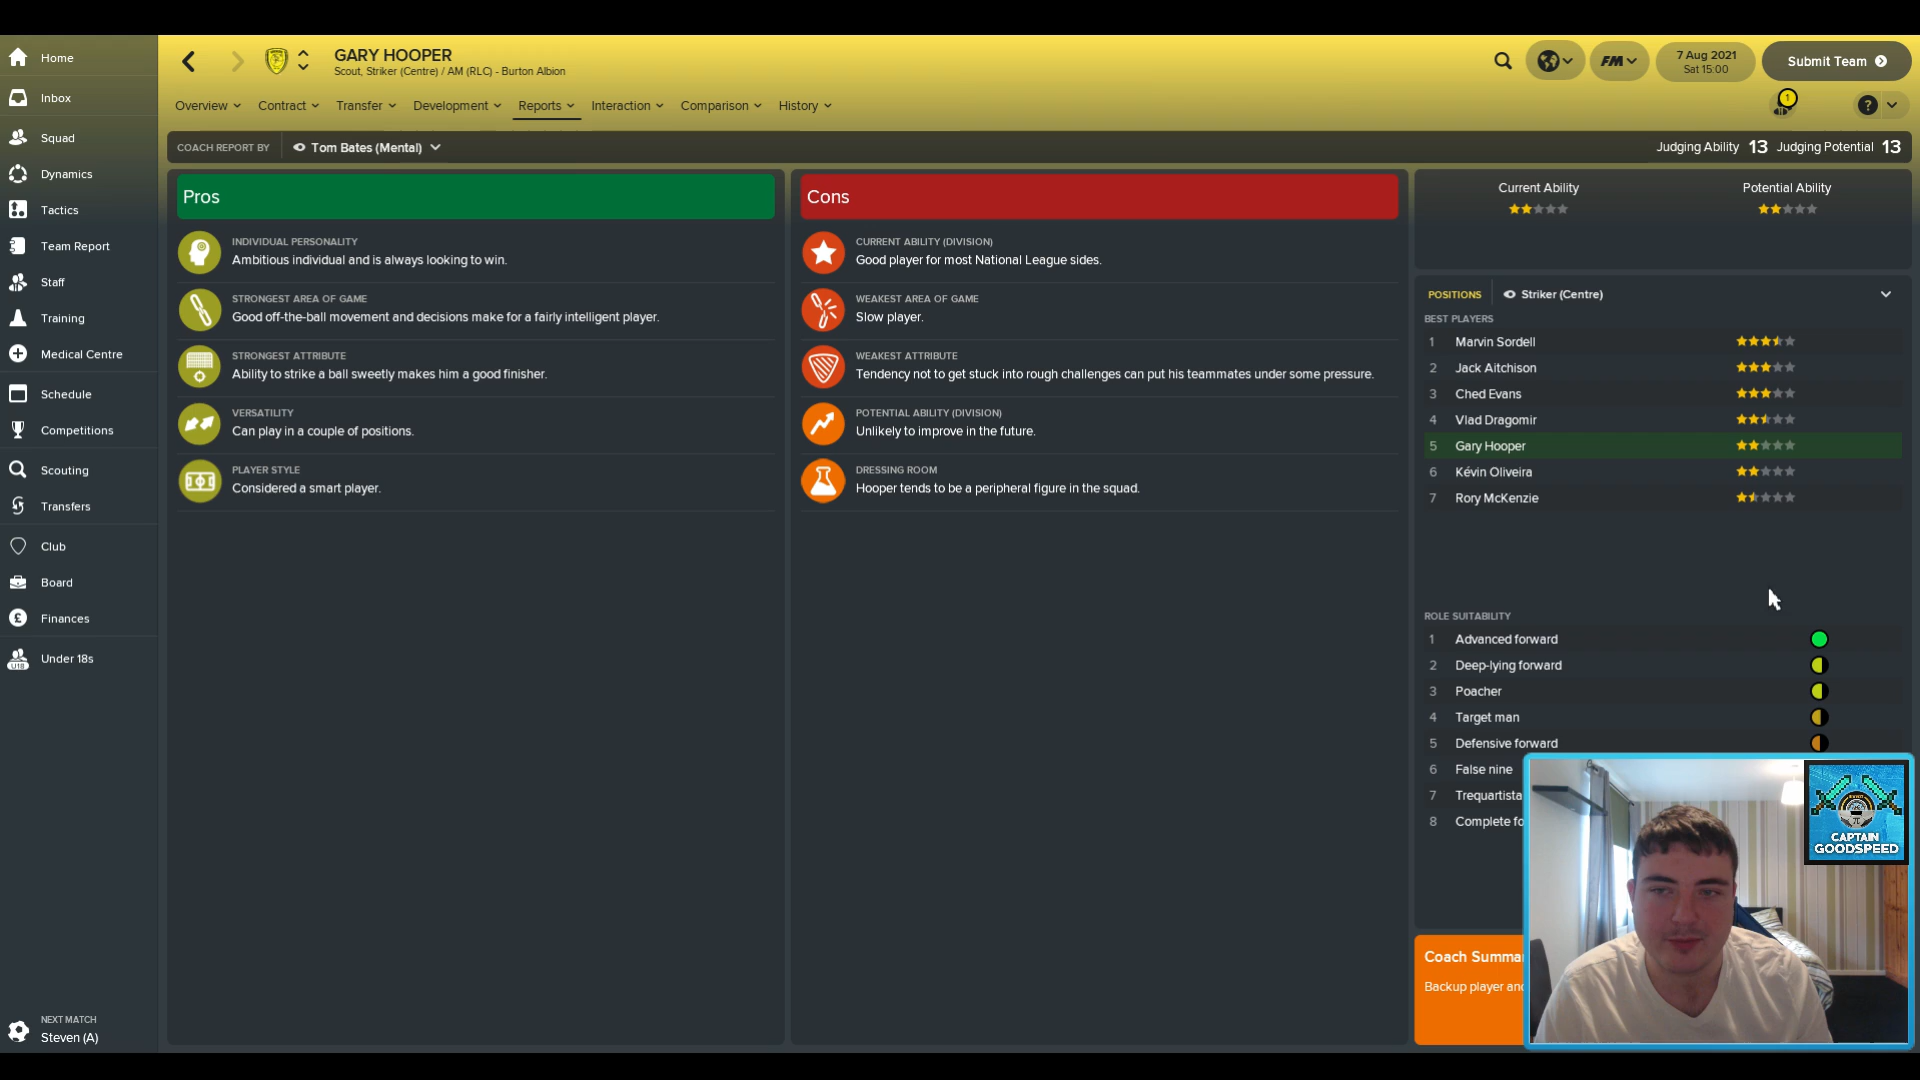 Home
Inbox
Squad
Dynamics
Tactics
Team Report
Staff
Training
Medical Centre
Schedule
Competitions
Scouting
Transfers
Club
Board
Finances
U18
Under 18s
NEXT MATCH
Steven (A)
GARY HOOPER
Scout, Striker (Centre) / AM (RLC) - Burton Albion
FM
7 Aug 2021
Sat 15:00
Submit Team
Overview Contract Transfer Development Reports Interaction Comparison History
1
?
COACH REPORT BY Tom Bates (Mental)
Judging Ability 13 Judging Potential 13
Pros
INDIVIDUAL PERSONALITY
Ambitious individual and is always looking to win.
STRONGEST AREA OF GAME
Good off-the-ball movement and decisions make for a fairly intelligent player.
STRONGEST ATTRIBUTE
Ability to strike a ball sweetly makes him a good finisher.
VERSATILITY
Can play in a couple of positions.
PLAYER STYLE
Considered a smart player.
Cons
CURRENT ABILITY (DIVISION)
Good player for most National League sides.
WEAKEST AREA OF GAME
Slow player.
WEAKEST ATTRIBUTE
Tendency not to get stuck into rough challenges can put his teammates under some pressure.
POTENTIAL ABILITY (DIVISION)
Unlikely to improve in the future.
DRESSING ROOM
Hooper tends to be a peripheral figure in the squad.
Current Ability
Potential Ability
POSITIONS Striker (Centre)
BEST PLAYERS
1 Marvin Sordell
2 Jack Aitchison
3 Ched Evans
4 Vlad Dragomir
5 Gary Hooper
6 Kévin Oliveira
7 Rory McKenzie
ROLE SUITABILITY
1 Advanced forward
2 Deep-lying forward
3 Poacher
4 Target man
5 Defensive forward
6 False nine
7 Trequartista
8 Complete fo
Coach Summar
Backup player and
CAPTAIN
GOODSPEED